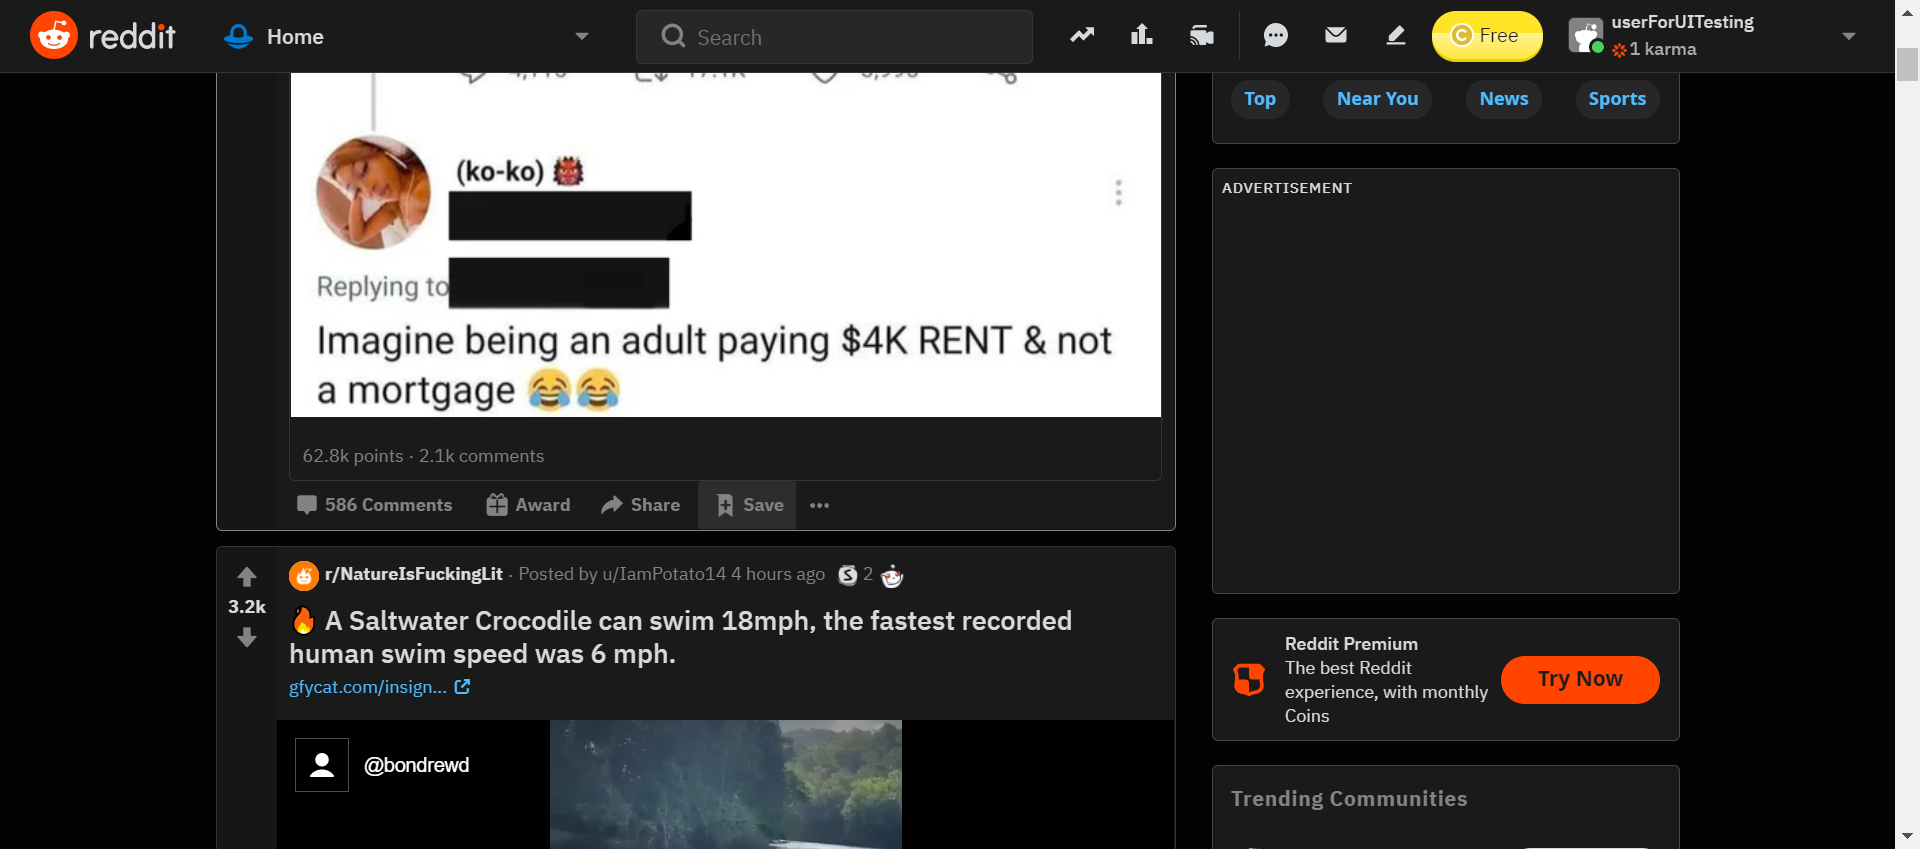 reddit
Home
Search
Free
userForUITesting
1 karma
(ko-ko) 👹
Replying to
Imagine being an adult paying $4K RENT & not
a mortgage 😂😂
62.8k points · 2.1k comments
586 Comments
Award
Share
Save
r/NatureIsFuckingLit · Posted by u/IamPotato14 4 hours ago
2
3.2k
🔥 A Saltwater Crocodile can swim 18mph, the fastest recorded
human swim speed was 6 mph.
gfycat.com/insign...
@bondrewd
Top
Near You
News
Sports
ADVERTISEMENT
Reddit Premium
The best Reddit
experience, with monthly
Coins
Try Now
Trending Communities